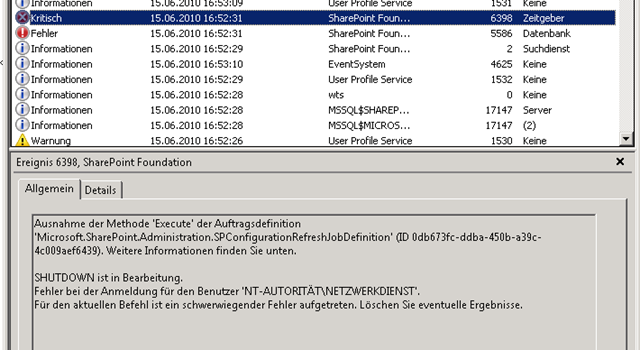 Informationen 15.06.2010 16:53:09 User Profile Service 1531 Keine
Kritisch 15.06.2010 16:52:31 SharePoint Foun... 6398 Zeitgeber
Fehler 15.06.2010 16:52:31 SharePoint Foun... 5586 Datenbank
Informationen 15.06.2010 16:52:29 SharePoint Foun... 2 Suchdienst
Informationen 15.06.2010 16:53:10 EventSystem 4625 Keine
Informationen 15.06.2010 16:52:29 User Profile Service 1532 Keine
Informationen 15.06.2010 16:52:28 wts 0 Keine
Informationen 15.06.2010 16:52:28 MSSQL$SHAREP... 17147 Server
Informationen 15.06.2010 16:52:28 MSSQL$MICROS... 17147 (2)
Warnung 15.06.2010 16:52:26 User Profile Service 1530 Keine
Ereignis 6398, SharePoint Foundation
Allgemein Details
Ausnahme der Methode 'Execute' der Auftragsdefinition
'Microsoft.SharePoint.Administration.SPConfigurationRefreshJobDefinition' (ID 0db673fc-ddba-450b-a39c-
4c009aef6439). Weitere Informationen finden Sie unten.
SHUTDOWN ist in Bearbeitung.
Fehler bei der Anmeldung für den Benutzer 'NT-AUTORITÄT\NETZWERKDIENST'.
Für den aktuellen Befehl ist ein schwerwiegender Fehler aufgetreten. Löschen Sie eventuelle Ergebnisse.